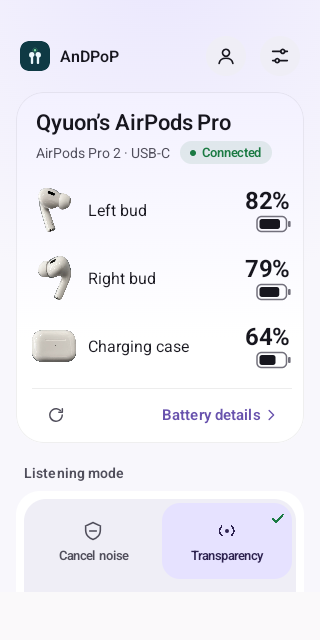 AnDPoP
Qyuon’s AirPods Pro
AirPods Pro 2 · USB-C
Connected
Left bud
82%
Right bud
79%
Charging case
64%
Battery details
Listening mode
Cancel noise
Transparency